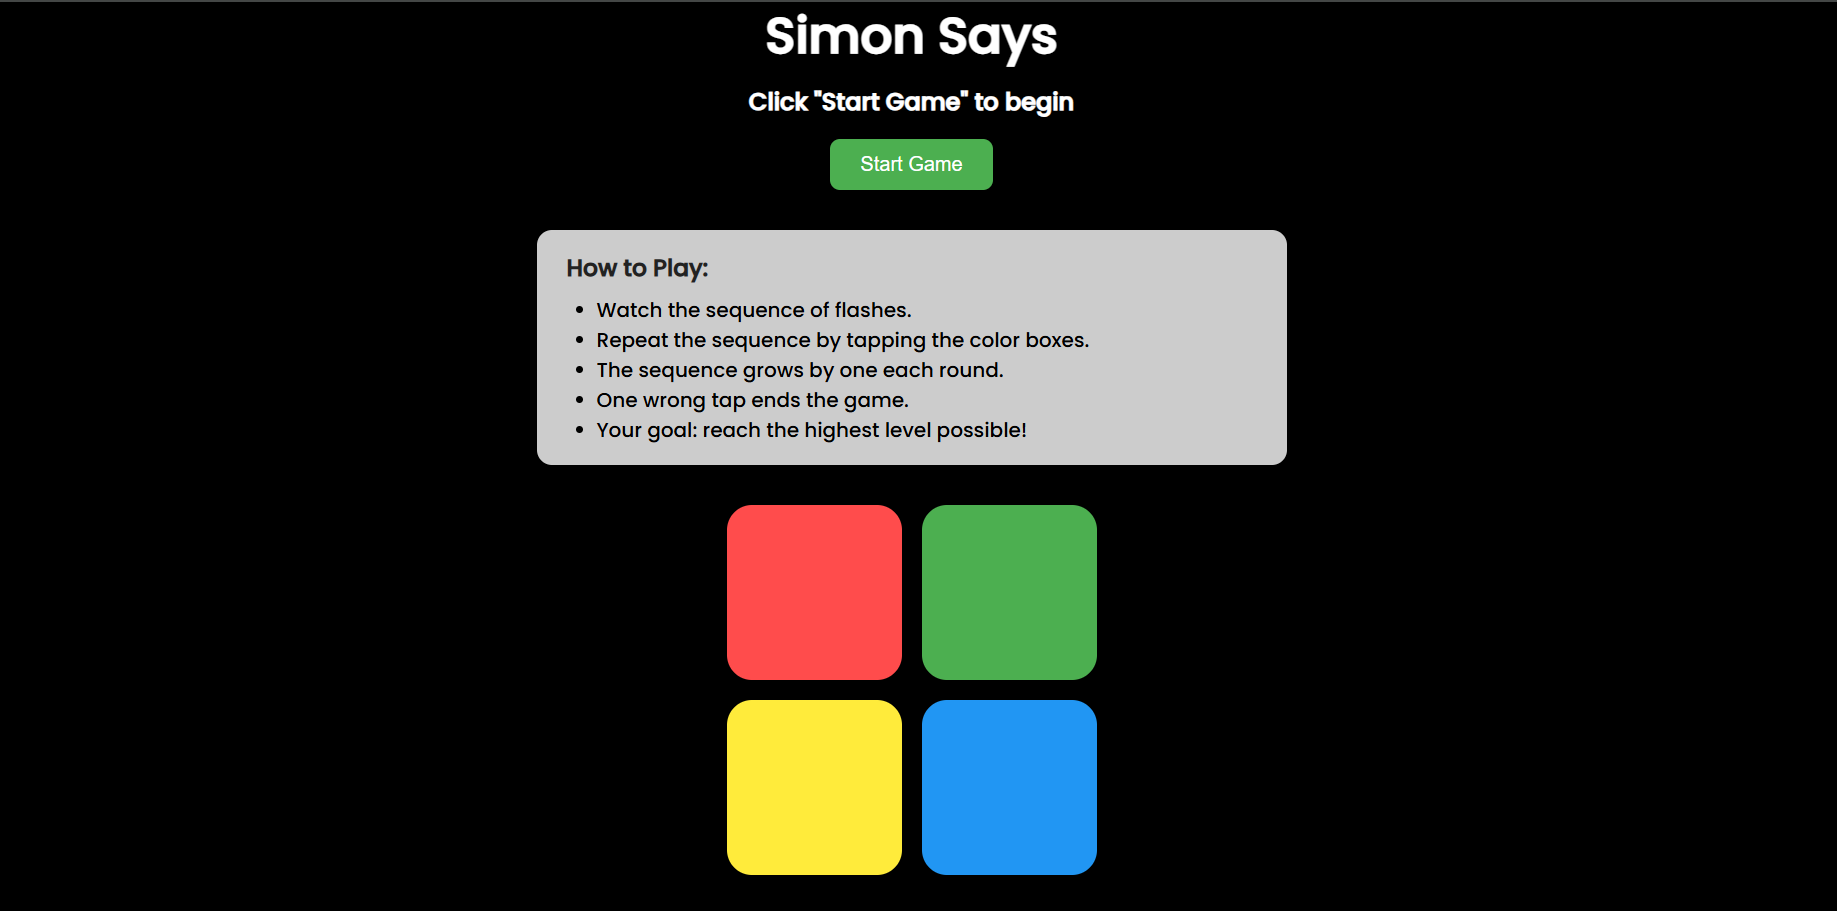 Simon Says
Click "Start Game" to begin
Start Game
How to Play:
• Watch the sequence of flashes.
• Repeat the sequence by tapping the color boxes.
• The sequence grows by one each round.
• One wrong tap ends the game.
• Your goal: reach the highest level possible!